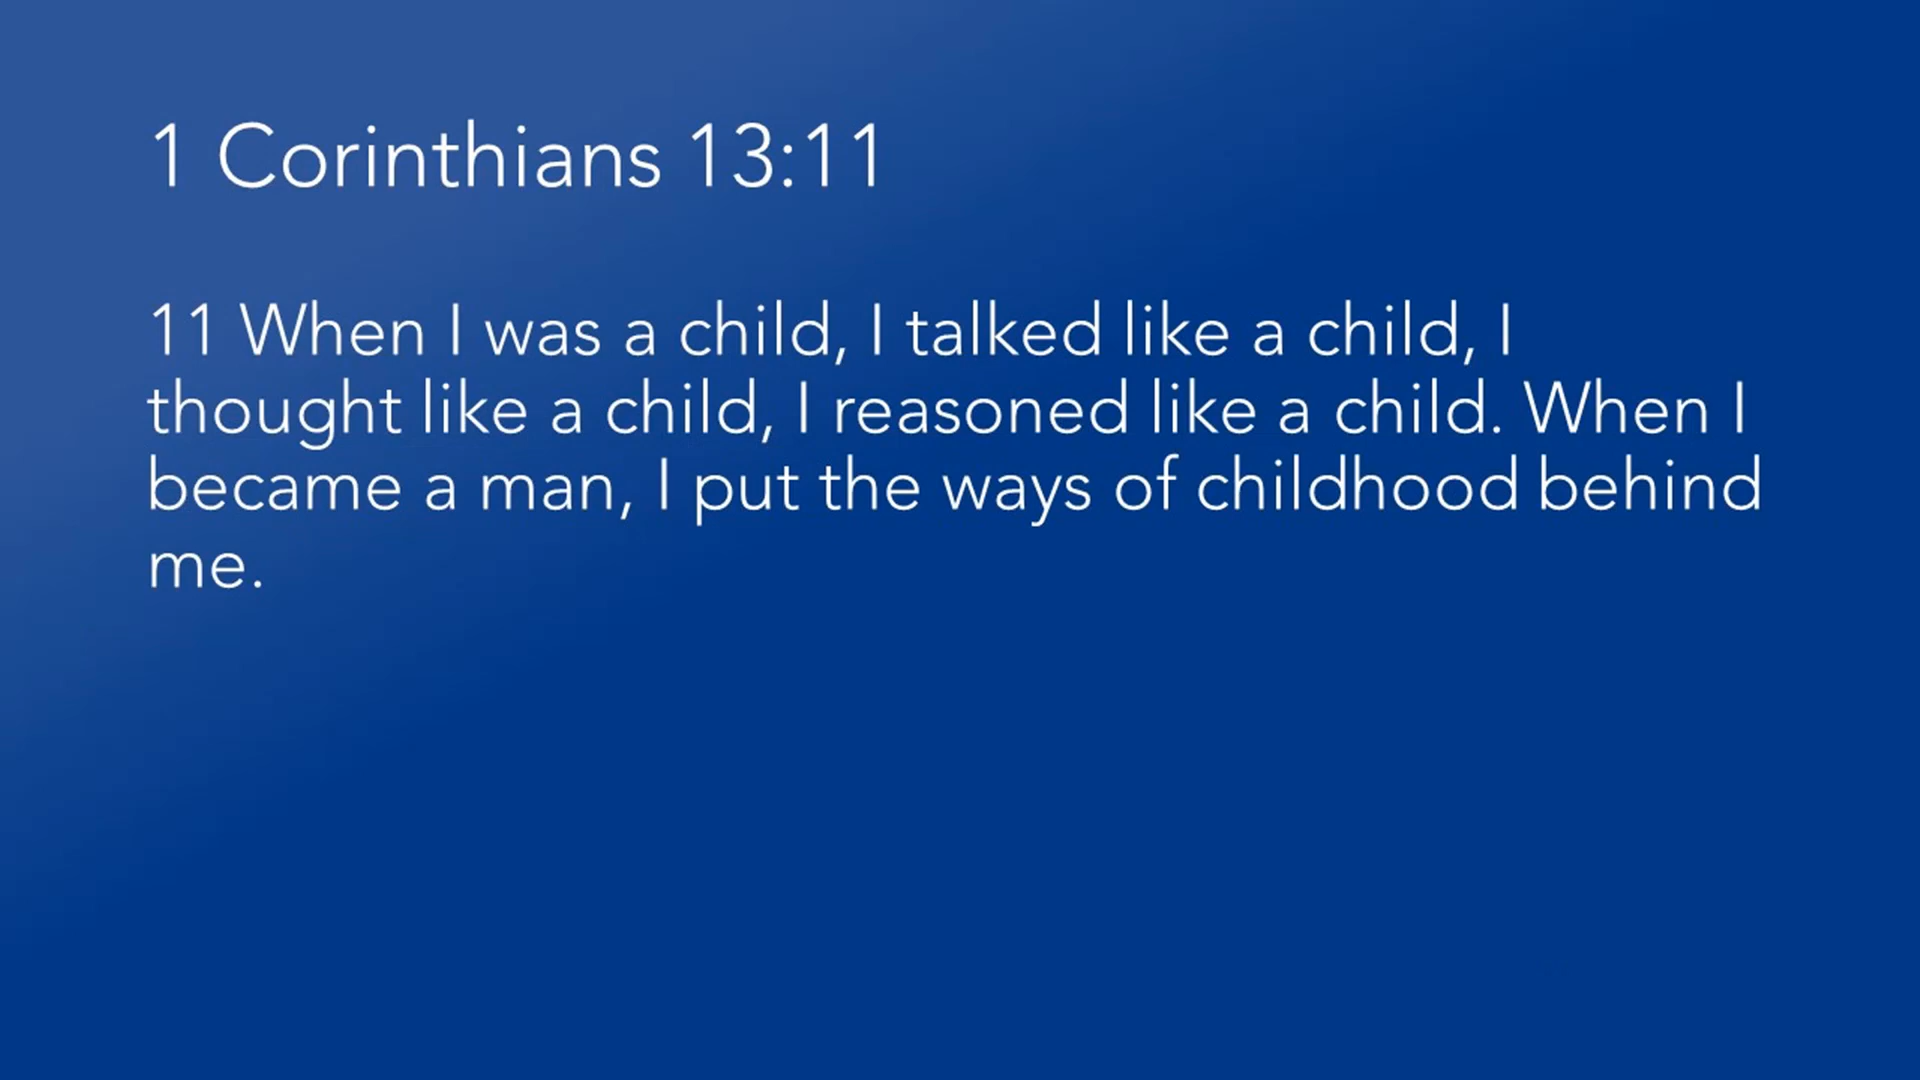 1 Corinthians 13:11
11 When I was a child, I talked like a child, I
thought like a child, I reasoned like a child. When I
became a man, I put the ways of childhood behind
me.